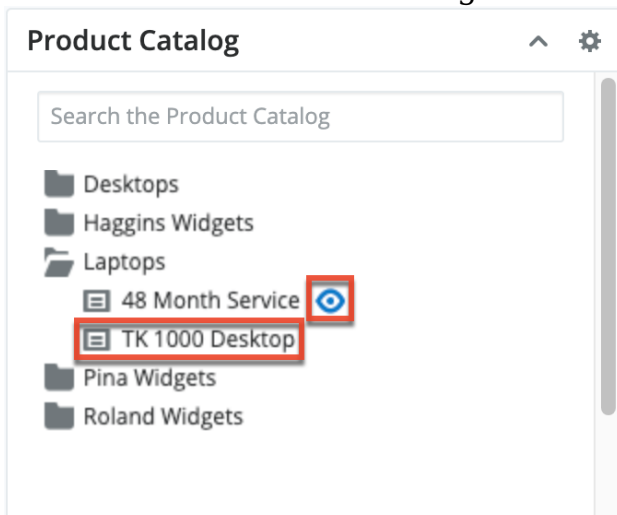 Product Catalog
Search the Product Catalog
Desktops
Haggins Widgets
Laptops
48 Month Service
TK 1000 Desktop
Pina Widgets
Roland Widgets